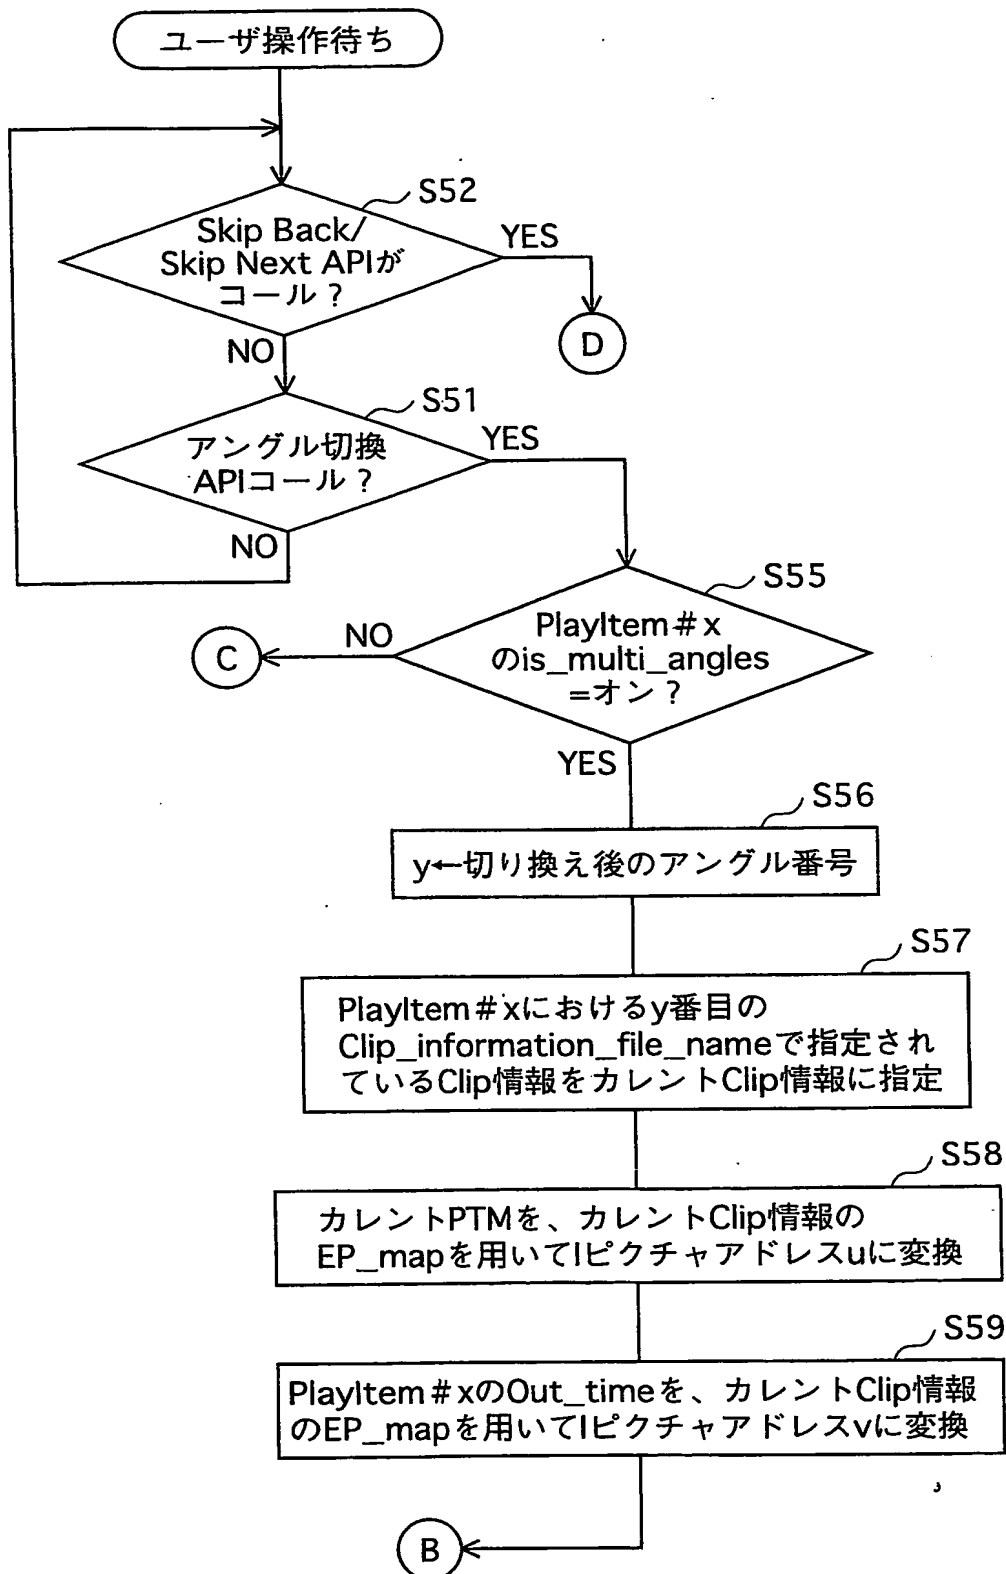 ユーザ操作待ち
S52
Skip Back/
Skip Next APIが
コール？
YES
D
NO
S51
アングル切換
APIコール？
YES
NO
S55
PlayItem＃x
のis_multi_angles
=オン？
NO
C
YES
S56
y←切り換え後のアングル番号
S57
PlayItem＃xにおけるy番目の
Clip_information_file_nameで指定され
ているClip情報をカレントClip情報に指定
S58
カレントPTMを、カレントClip情報の
EP_mapを用いてIピクチャアドレスuに変換
S59
PlayItem＃xのOut_timeを、カレントClip情報
のEP_mapを用いてIピクチャアドレスvに変換
B